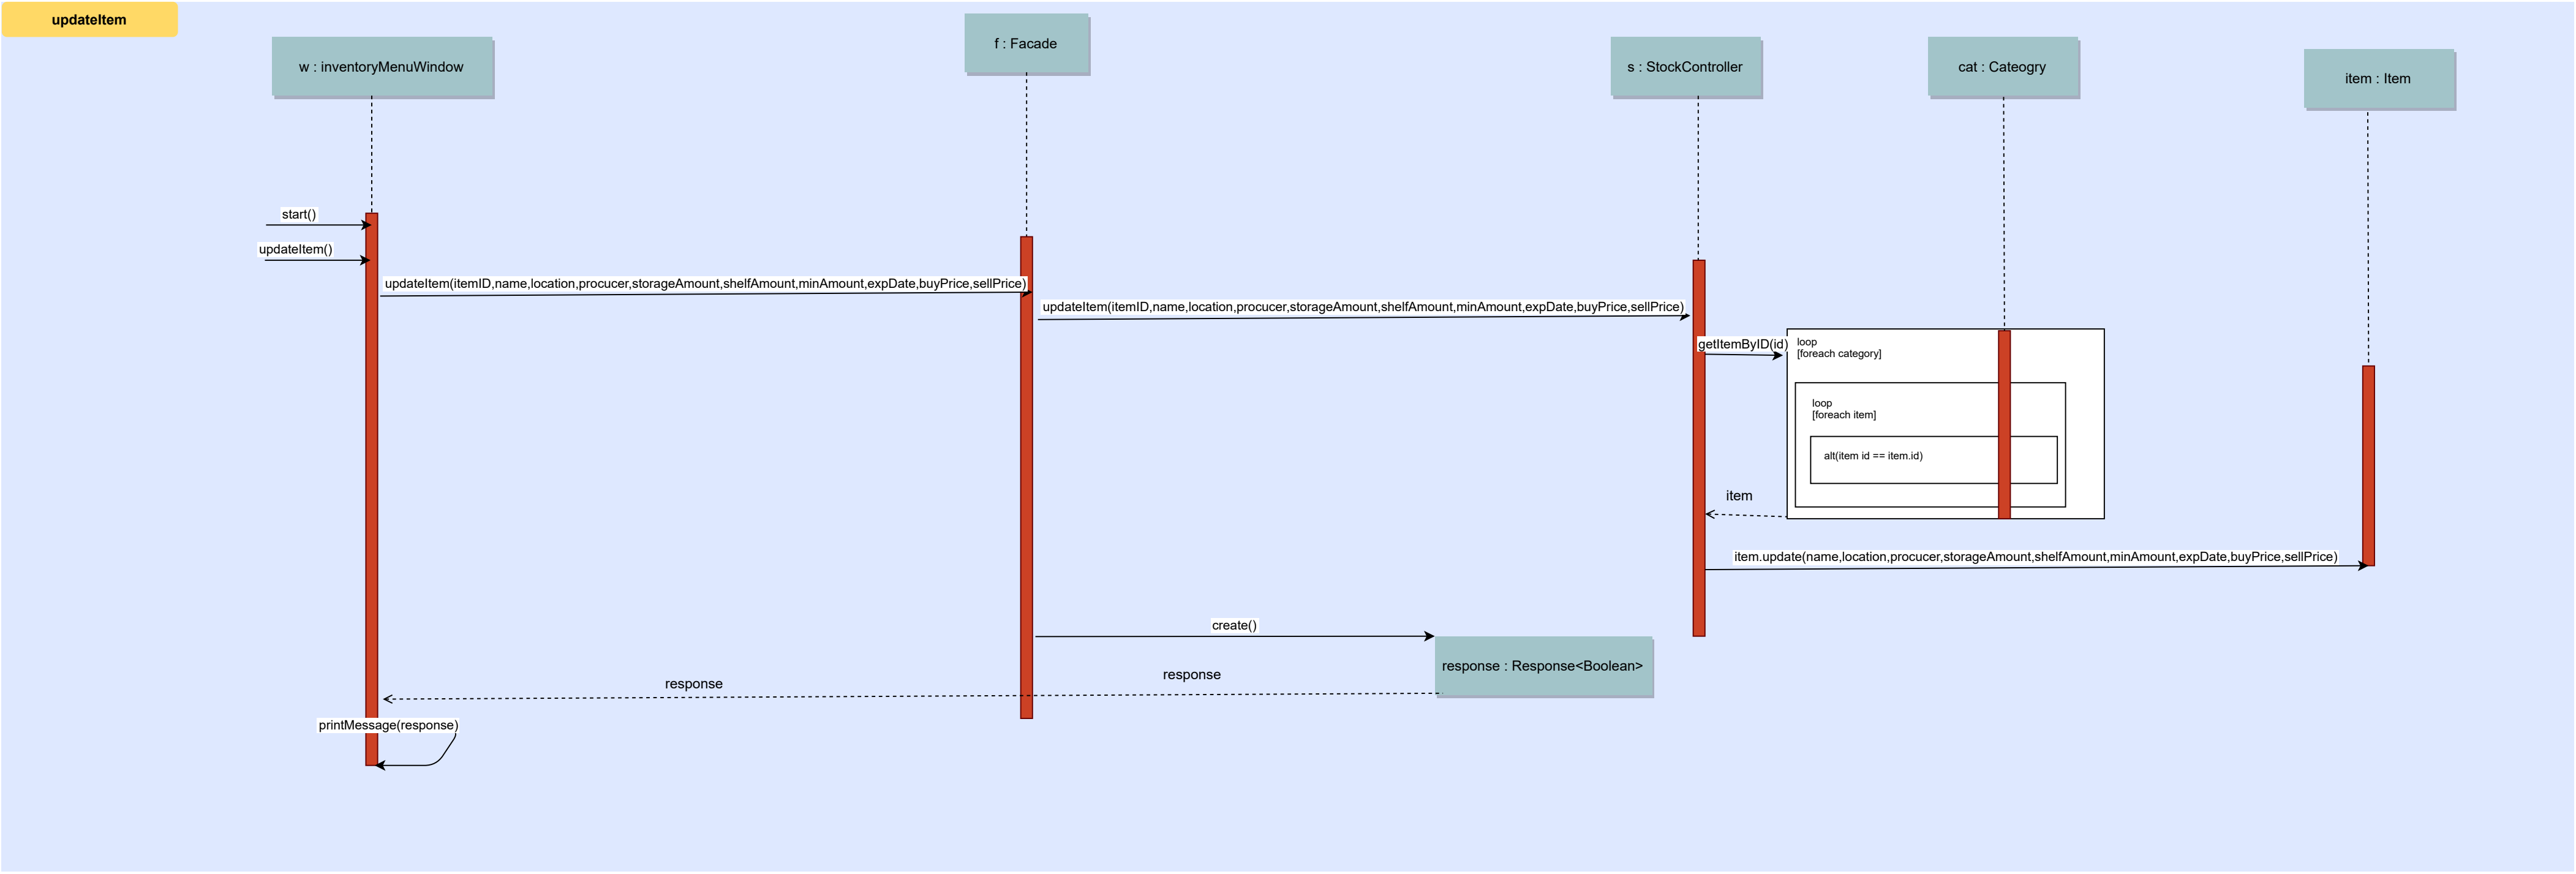 updateItem
w : inventoryMenuWindow
f : Facade
s : StockController
cat : Cateogry
item : Item
start()
updateItem()
updateItem(itemID,name,location,procucer,storageAmount,shelfAmount,minAmount,expDate,buyPrice,sellPrice)
updateItem(itemID,name,location,procucer,storageAmount,shelfAmount,minAmount,expDate,buyPrice,sellPrice)
getItemByID(id)
loop
[foreach category]
loop
[foreach item]
alt(item id == item.id)
item
item.update(name,location,procucer,storageAmount,shelfAmount,minAmount,expDate,buyPrice,sellPrice)
create()
response : Response<Boolean>
response
response
printMessage(response)